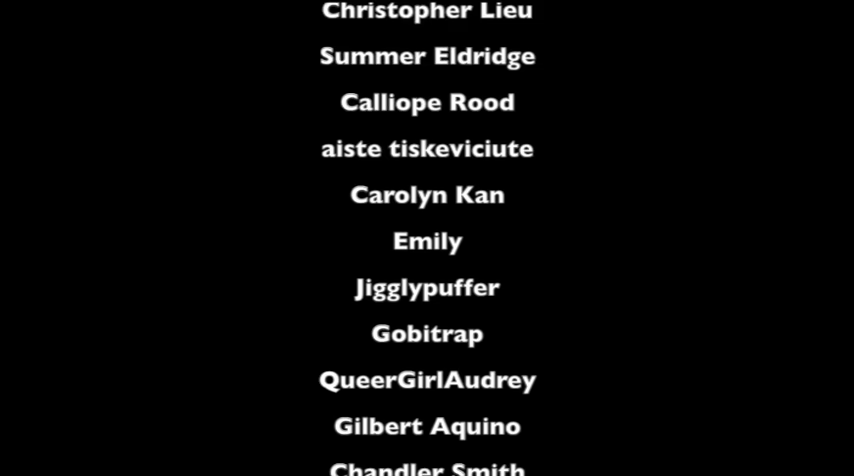 Christopher Lieu
Summer Eldridge
Calliope Rood
aiste tiskeviciute
Carolyn Kan
Emily
Jigglypuffer
Gobitrap
QueerGirlAudrey
Gilbert Aquino
Chandler Smith